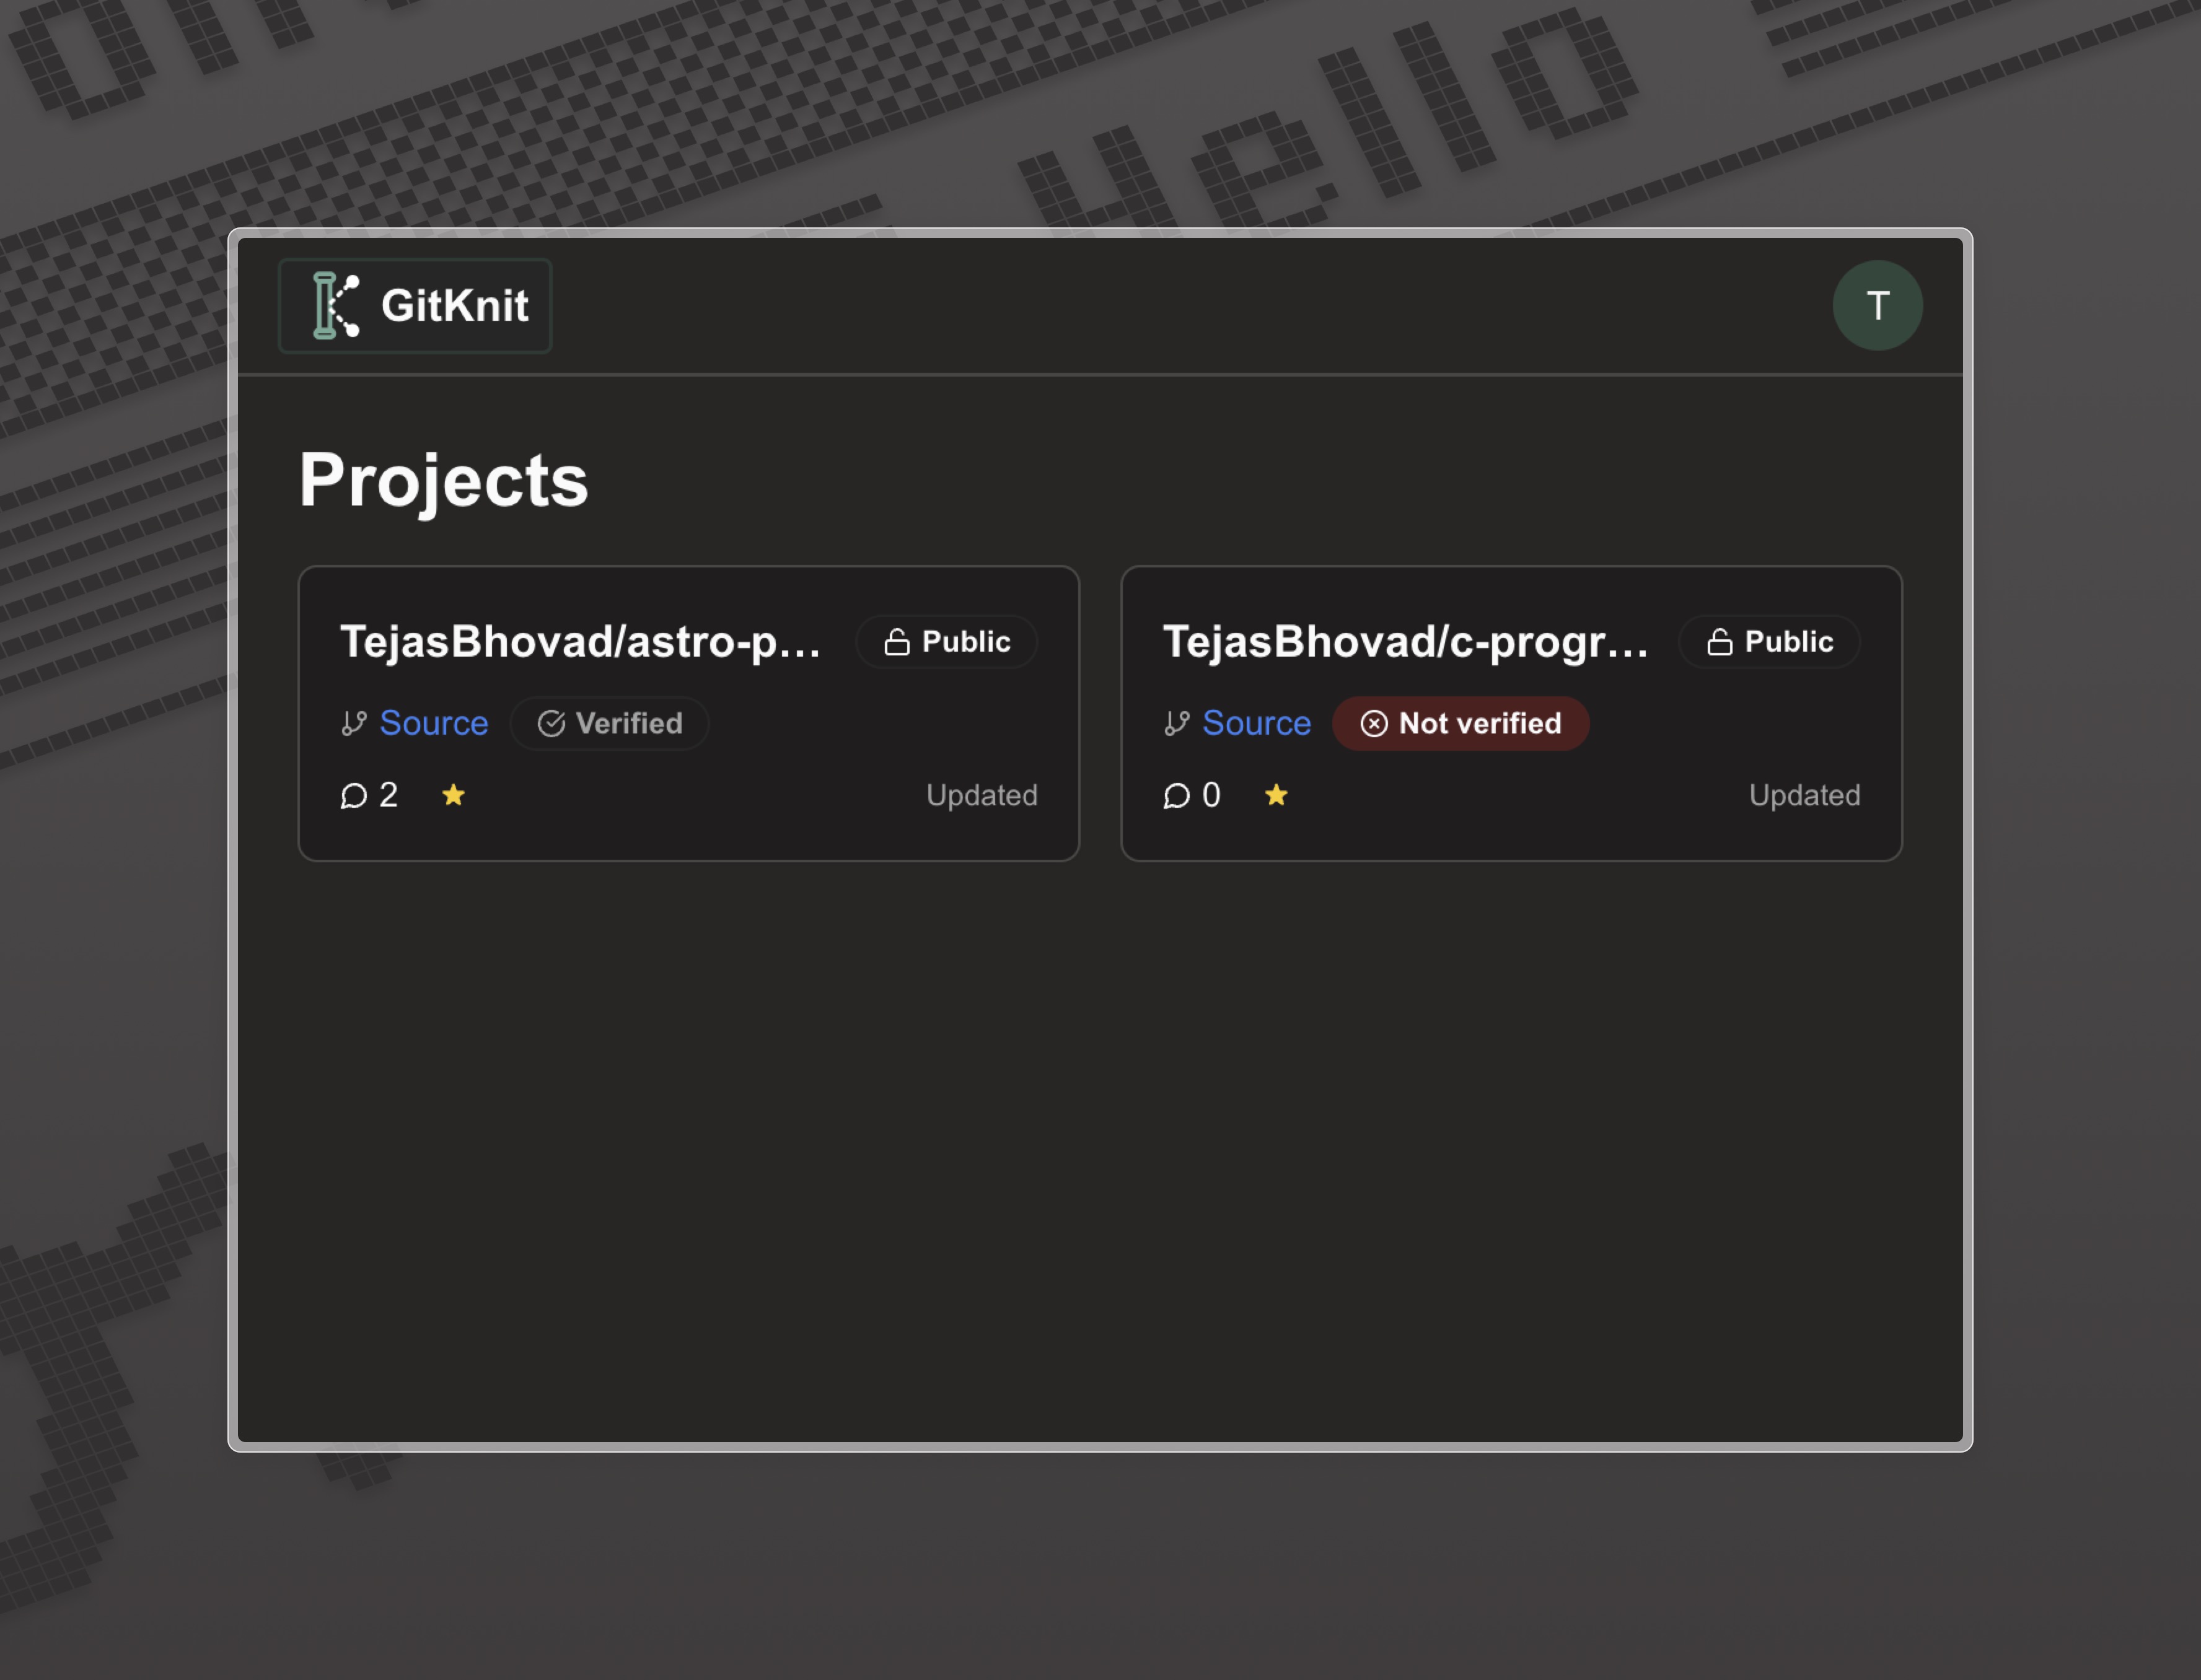 Hello
GitKnit
T
Projects
TejasBhovad/astro-p...
Public
Source
Verified
2
Updated
TejasBhovad/c-progr...
Public
Source
Not verified
0
Updated